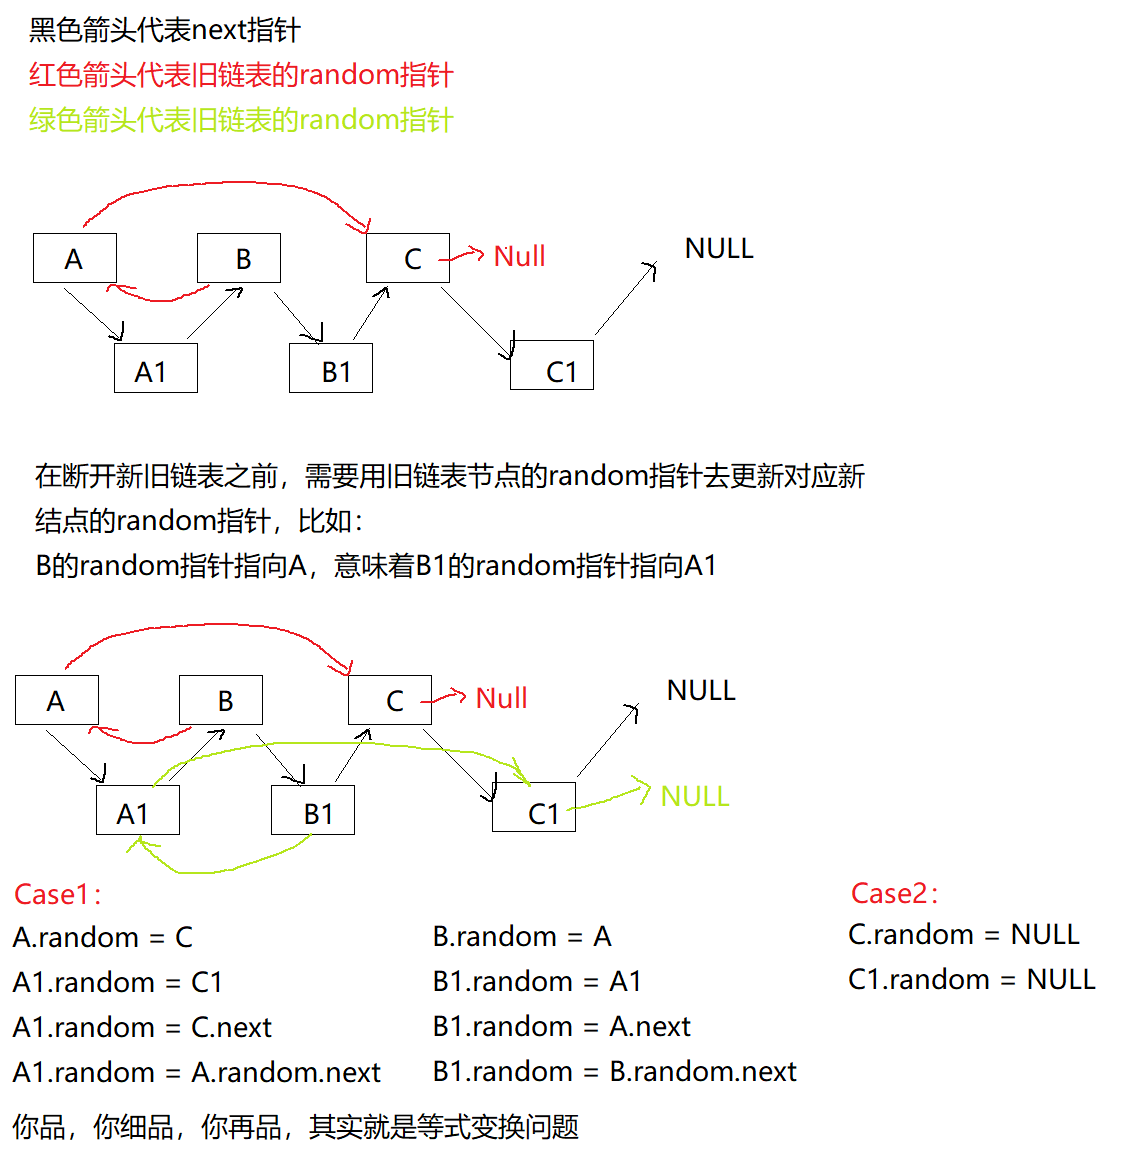 黑色箭头代表next指针
红色箭头代表旧链表的random指针
绿色箭头代表旧链表的random指针
NULL
A B C Null
A1 B1 C1
在断开新旧链表之前，需要用旧链表节点的random指针去更新对应新
结点的random指针，比如：
B的random指针指向A，意味着B1的random指针指向A1
NULL
A B C Null
A1 B1 C1 NULL
Case1：
A.random = C
A1.random = C1
A1.random = C.next
A1.random = A.random.next
B.random = A
B1.random = A1
B1.random = A.next
B1.random = B.random.next
Case2：
C.random = NULL
C1.random = NULL
你品，你细品，你再品，其实就是等式变换问题